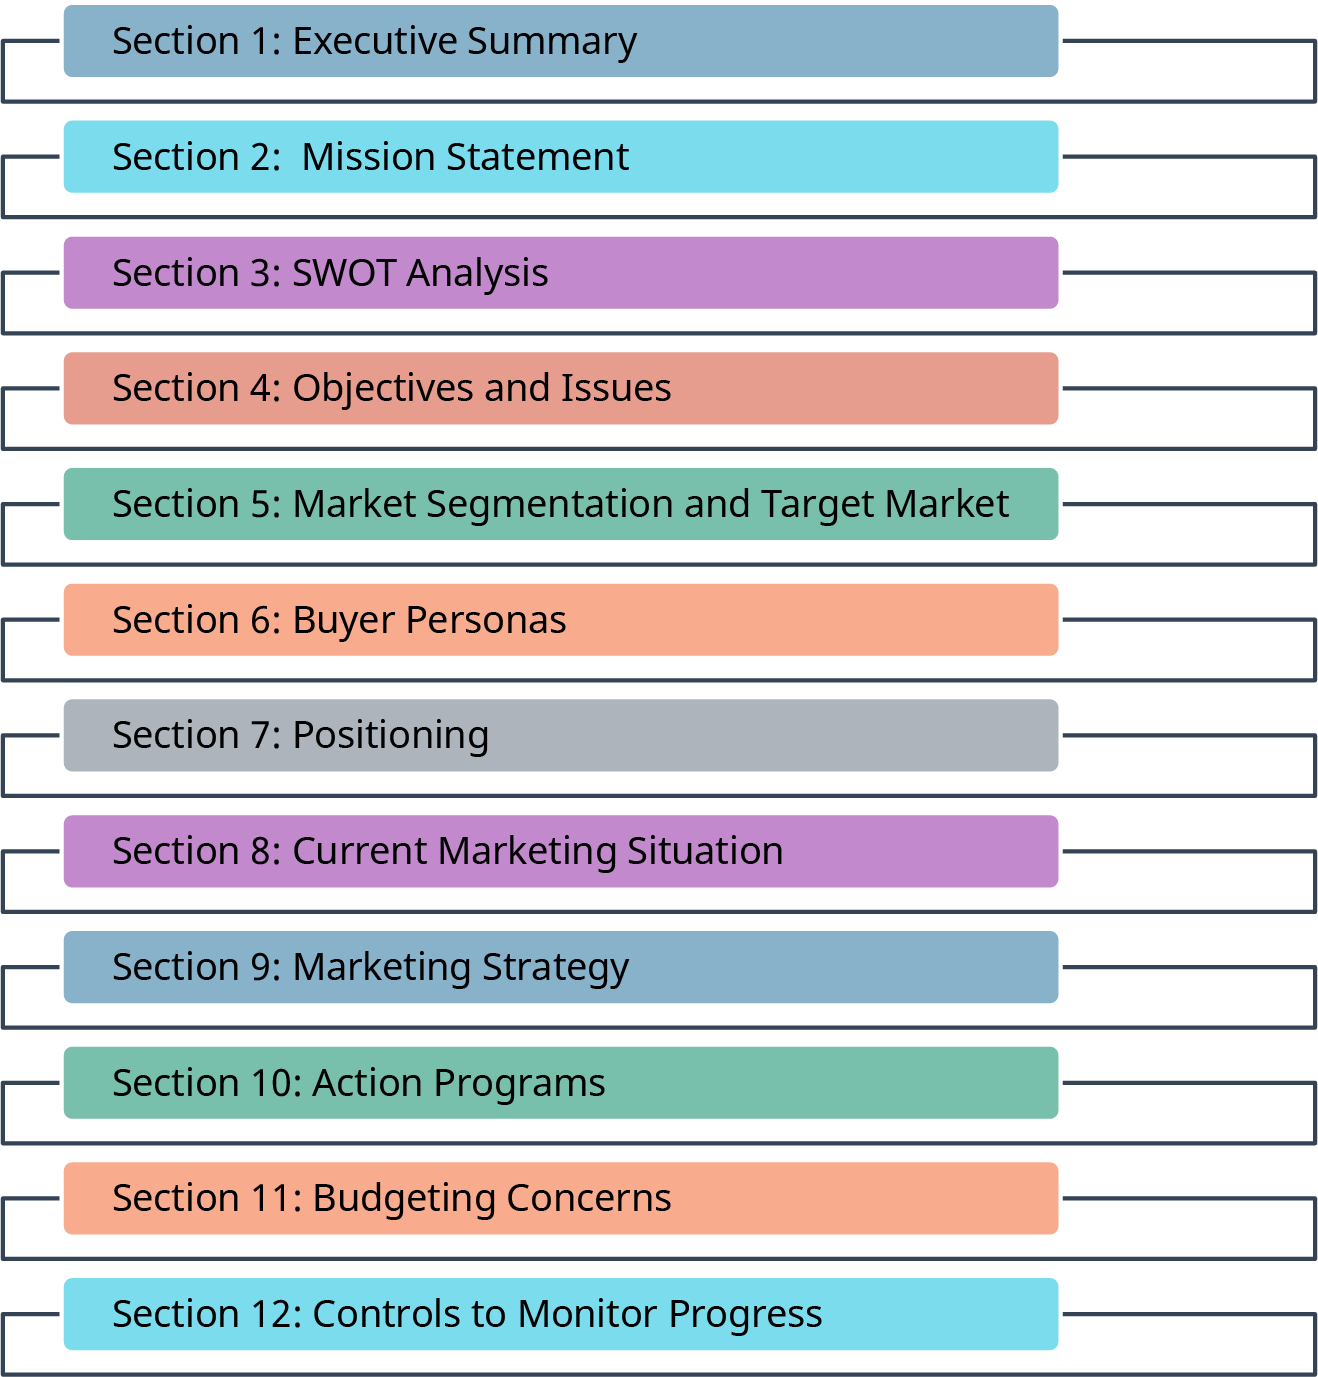 Section 1: Executive Summary
Section 2:  Mission Statement
Section 3: SWOT Analysis
Section 4: Objectives and Issues
Section 5: Market Segmentation and Target Market
Section 6: Buyer Personas
Section 7: Positioning
Section 8: Current Marketing Situation
Section 9: Marketing Strategy
Section 10: Action Programs
Section 11: Budgeting Concerns
Section 12: Controls to Monitor Progress